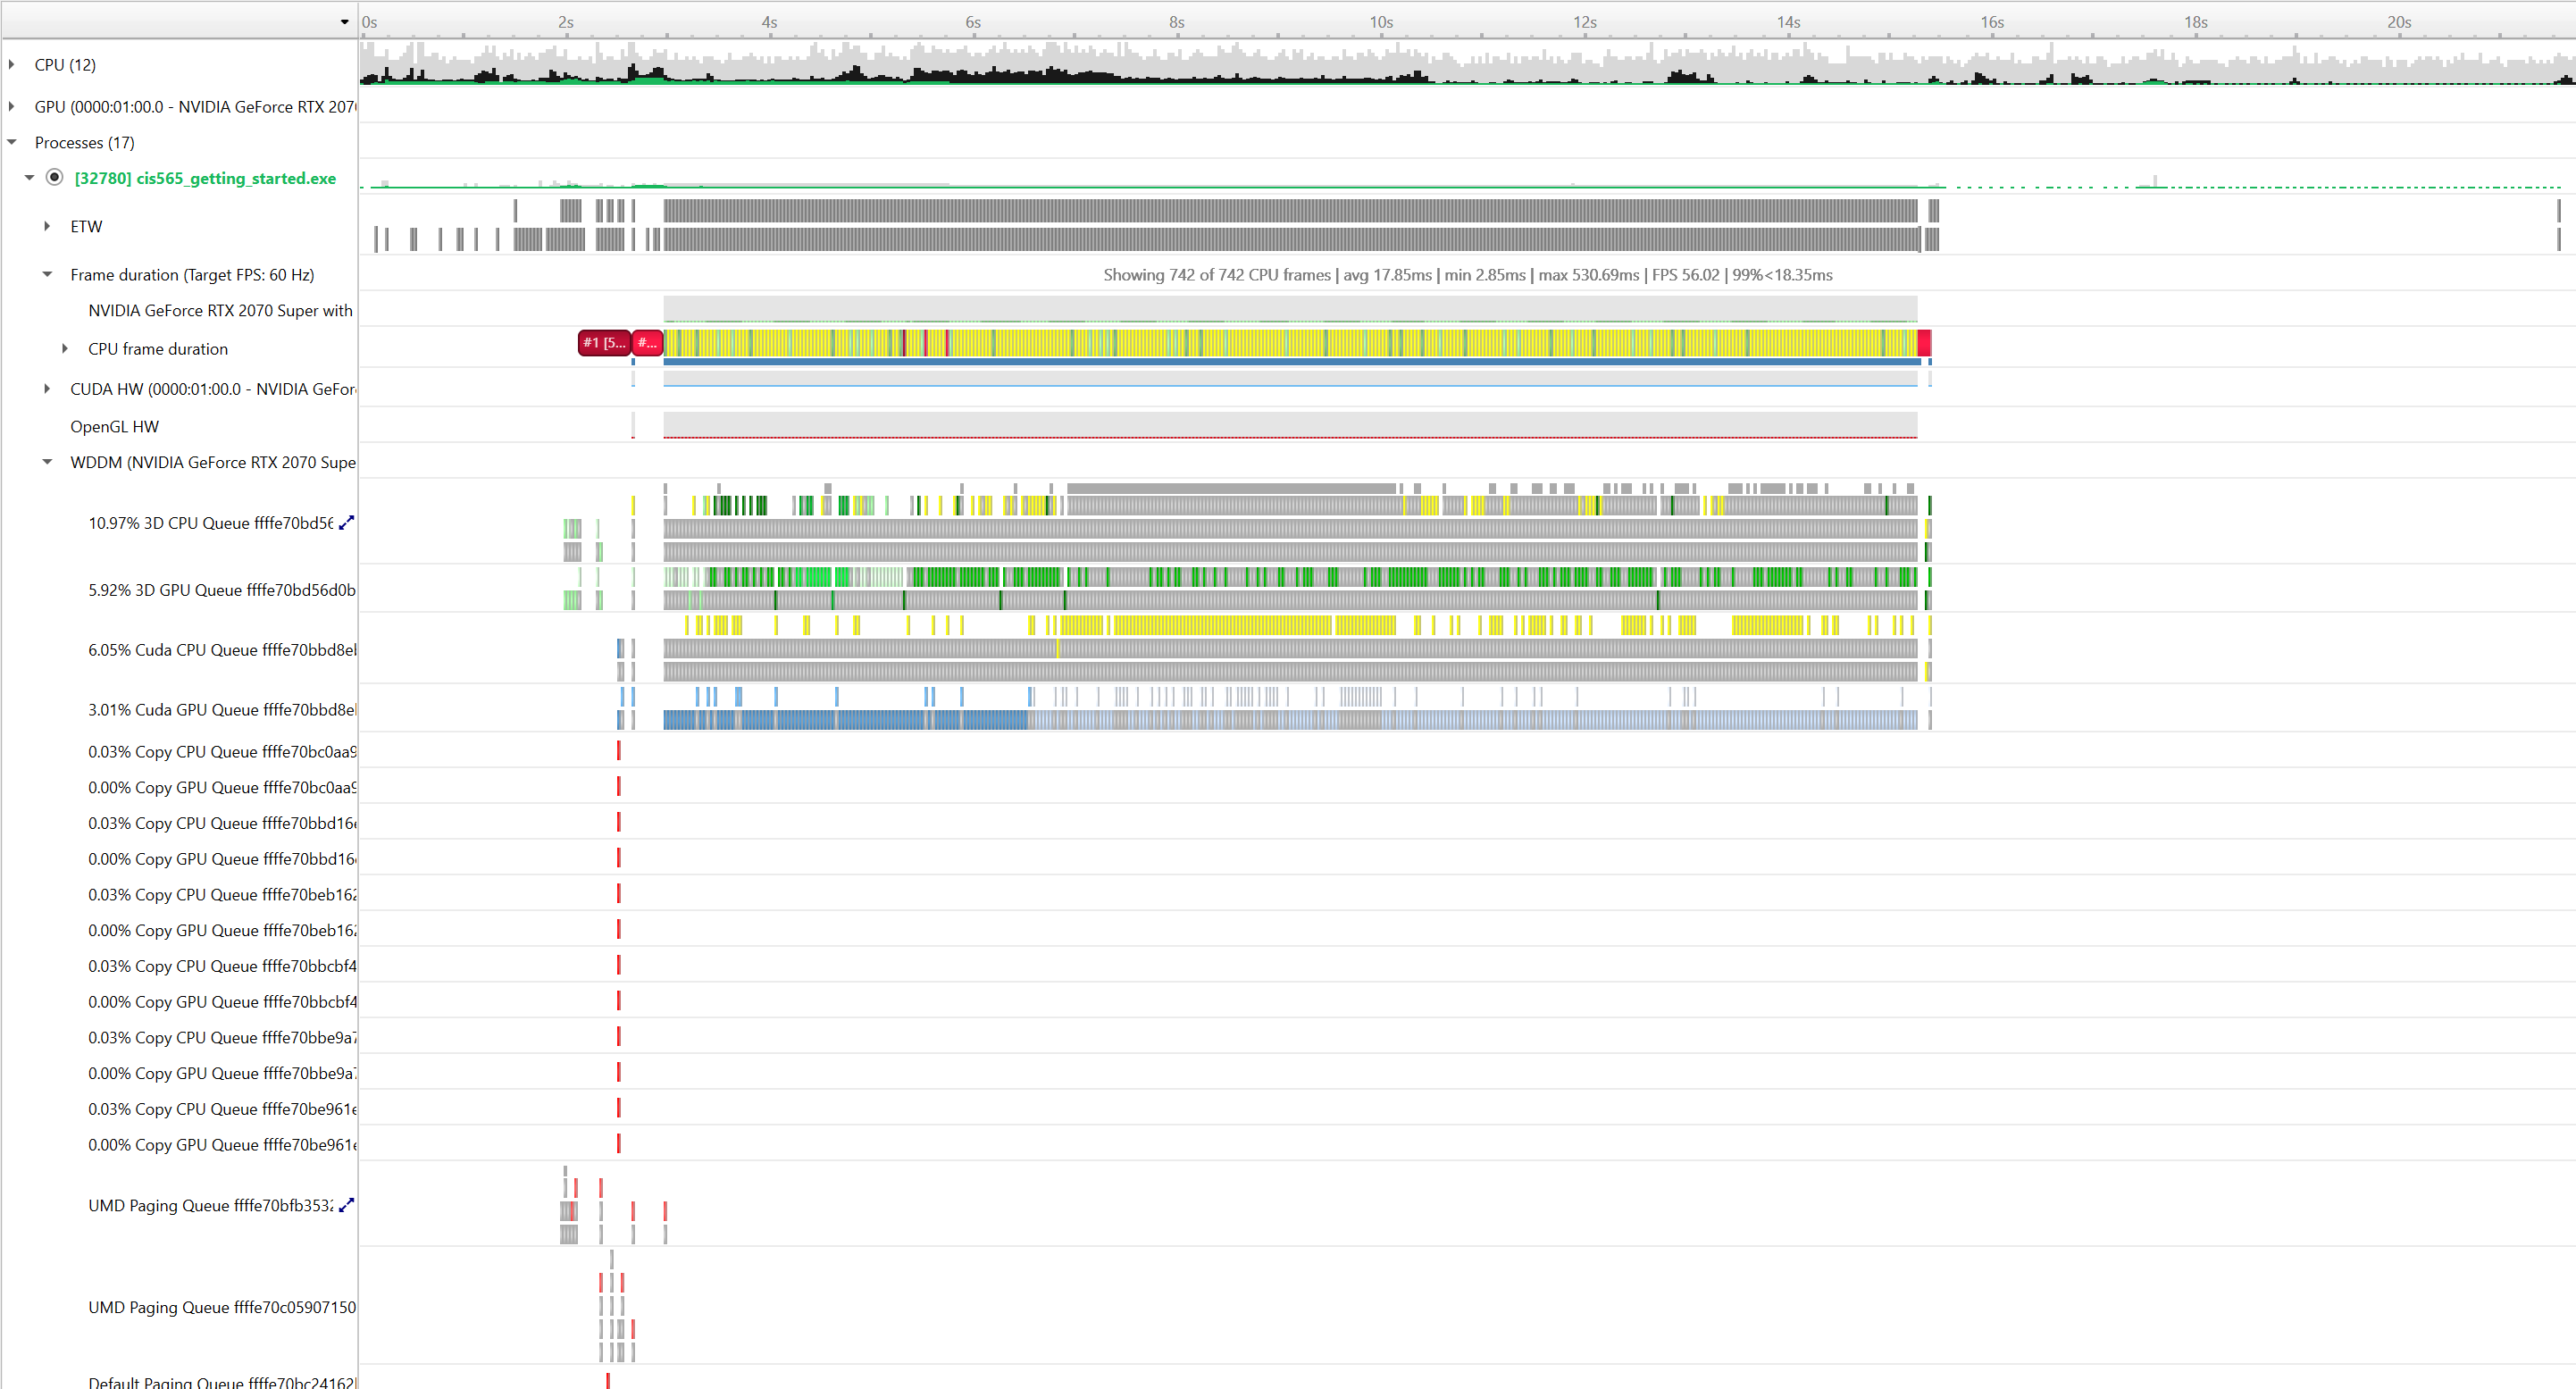 0s 2s 4s 6s 8s 10s 12s 14s 16s 18s 20s
CPU (12)
GPU (0000:01:00.0 - NVIDIA GeForce RTX 207
Processes (17)
[32780] cis565_getting_started.exe
ETW
Frame duration (Target FPS: 60 Hz)
Showing 742 of 742 CPU frames | avg 17.85ms | min 2.85ms | max 530.69ms | FPS 56.02 | 99%<18.35ms
NVIDIA GeForce RTX 2070 Super with
CPU frame duration
#1 [5... #...
CUDA HW (0000:01:00.0 - NVIDIA GeFor
OpenGL HW
WDDM (NVIDIA GeForce RTX 2070 Supe
10.97% 3D CPU Queue ffffe70bd56
5.92% 3D GPU Queue ffffe70bd56d0b
6.05% Cuda CPU Queue ffffe70bbd8e
3.01% Cuda GPU Queue ffffe70bbd8e
0.03% Copy CPU Queue ffffe70bc0aa9
0.00% Copy GPU Queue ffffe70bc0aa9
0.03% Copy CPU Queue ffffe70bbd16
0.00% Copy GPU Queue ffffe70bbd16
0.03% Copy CPU Queue ffffe70beb162
0.00% Copy GPU Queue ffffe70beb162
0.03% Copy CPU Queue ffffe70bbcbf4
0.00% Copy GPU Queue ffffe70bbcbf4
0.03% Copy CPU Queue ffffe70bbe9a7
0.00% Copy GPU Queue ffffe70bbe9a7
0.03% Copy CPU Queue ffffe70be961
0.00% Copy GPU Queue ffffe70be961
UMD Paging Queue ffffe70bfb353
UMD Paging Queue ffffe70c05907150
Default Paging Queue ffffe70bc24162